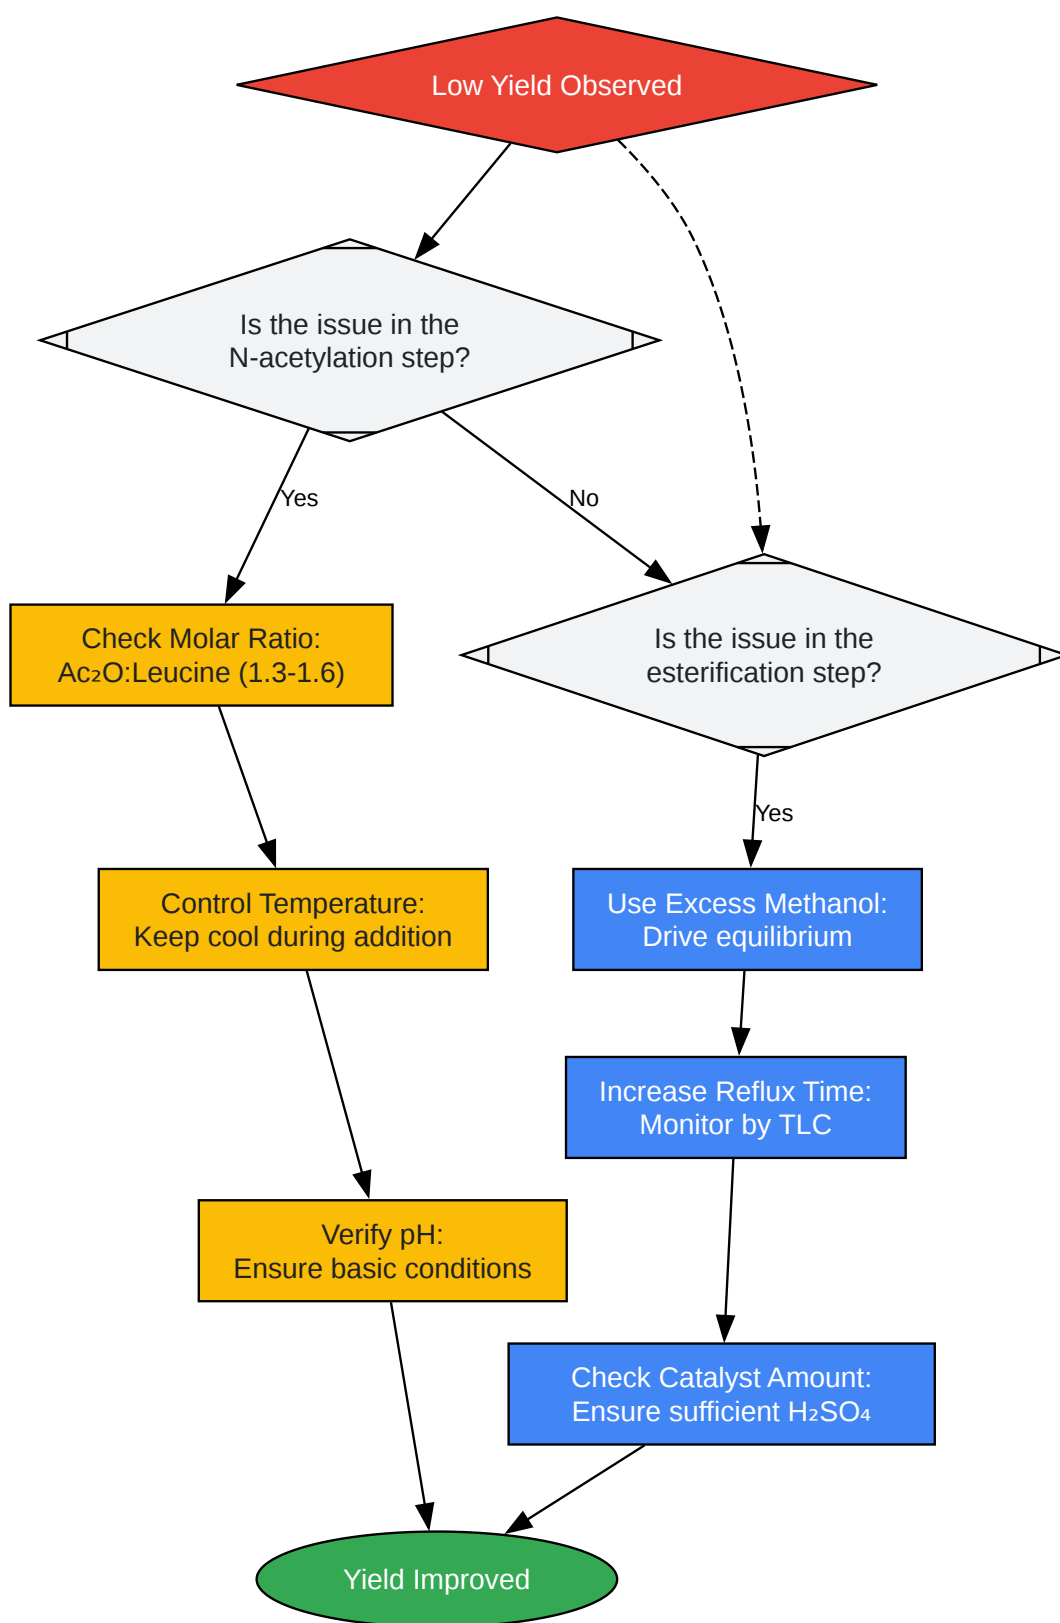 Low Yield Observed
Is the issue in the
N-acetylation step?
Yes
No
Check Molar Ratio:
Ac₂O:Leucine (1.3-1.6)
Is the issue in the
esterification step?
Yes
Control Temperature:
Keep cool during addition
Use Excess Methanol:
Drive equilibrium
Increase Reflux Time:
Monitor by TLC
Verify pH:
Ensure basic conditions
Check Catalyst Amount:
Ensure sufficient H₂SO₄
Yield Improved